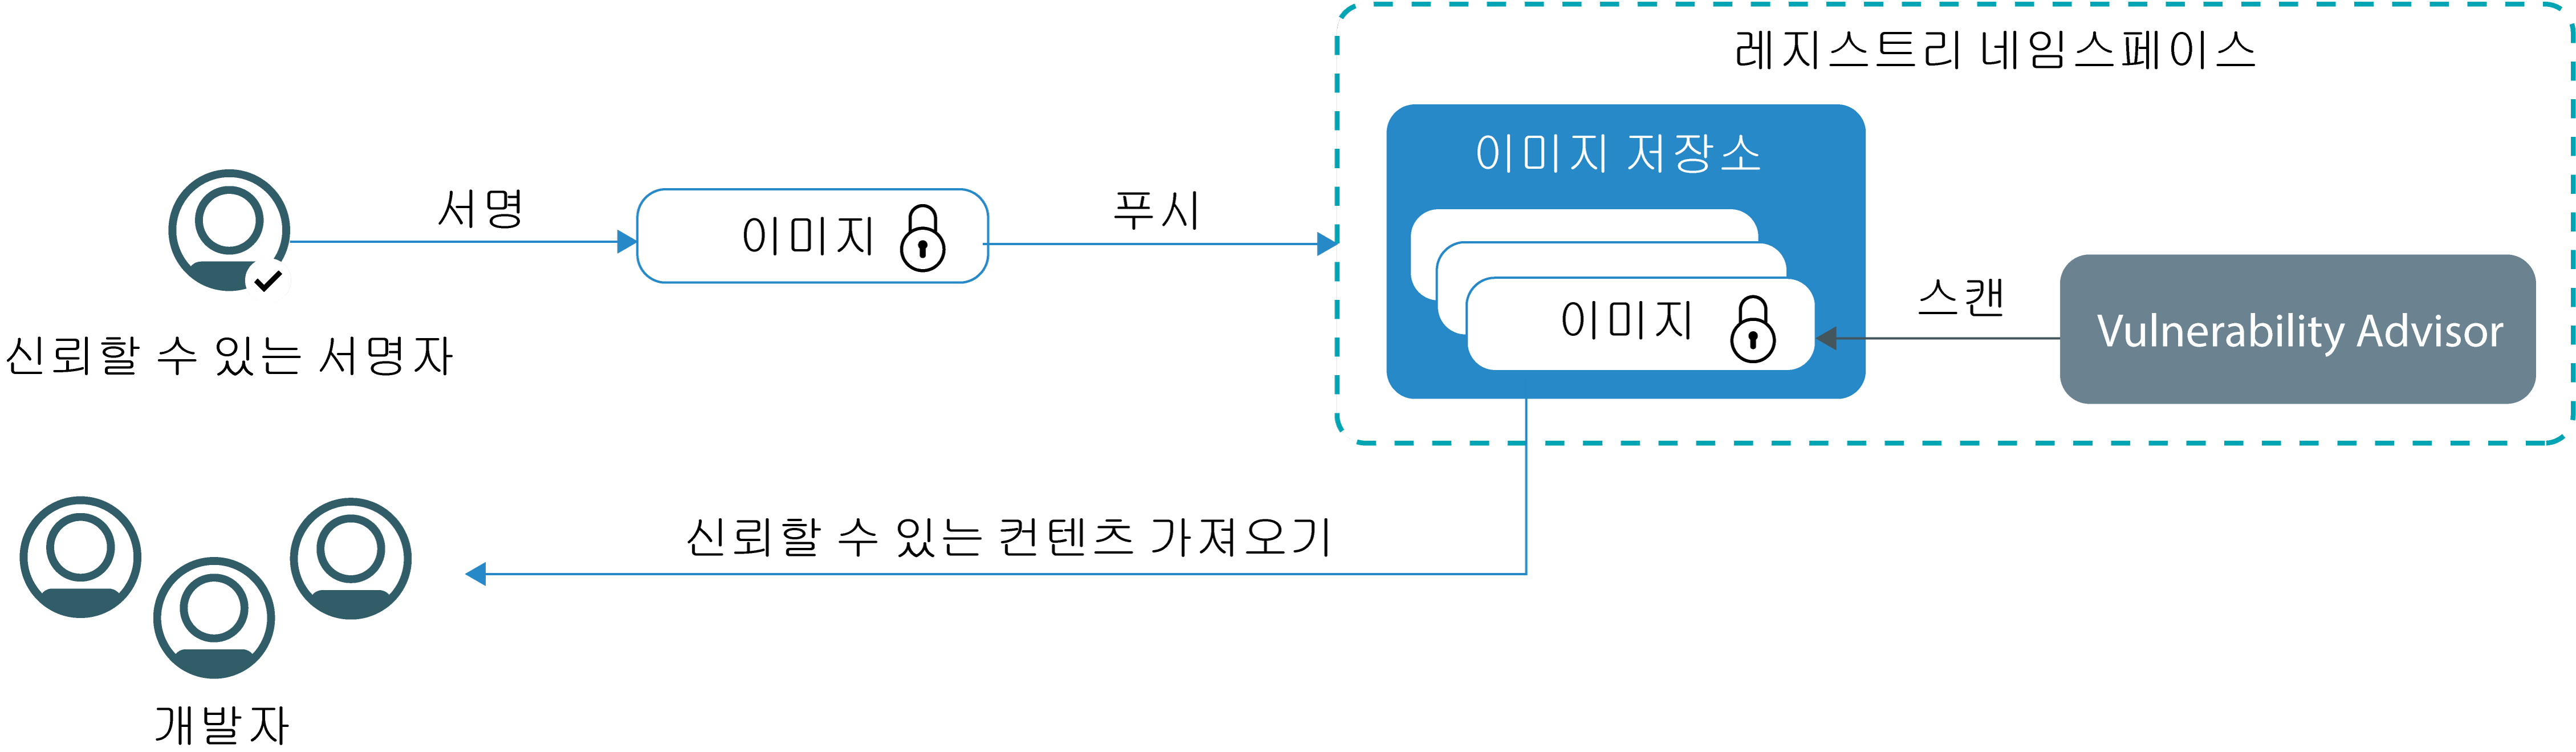 레지스트리 네임스페이스
이미지 저장소
서명
이미지
푸시
이미지
스캔
Vulnerability Advisor
신뢰할 수 있는 서명자
신뢰할 수 있는 컨텐츠 가져오기
개발자